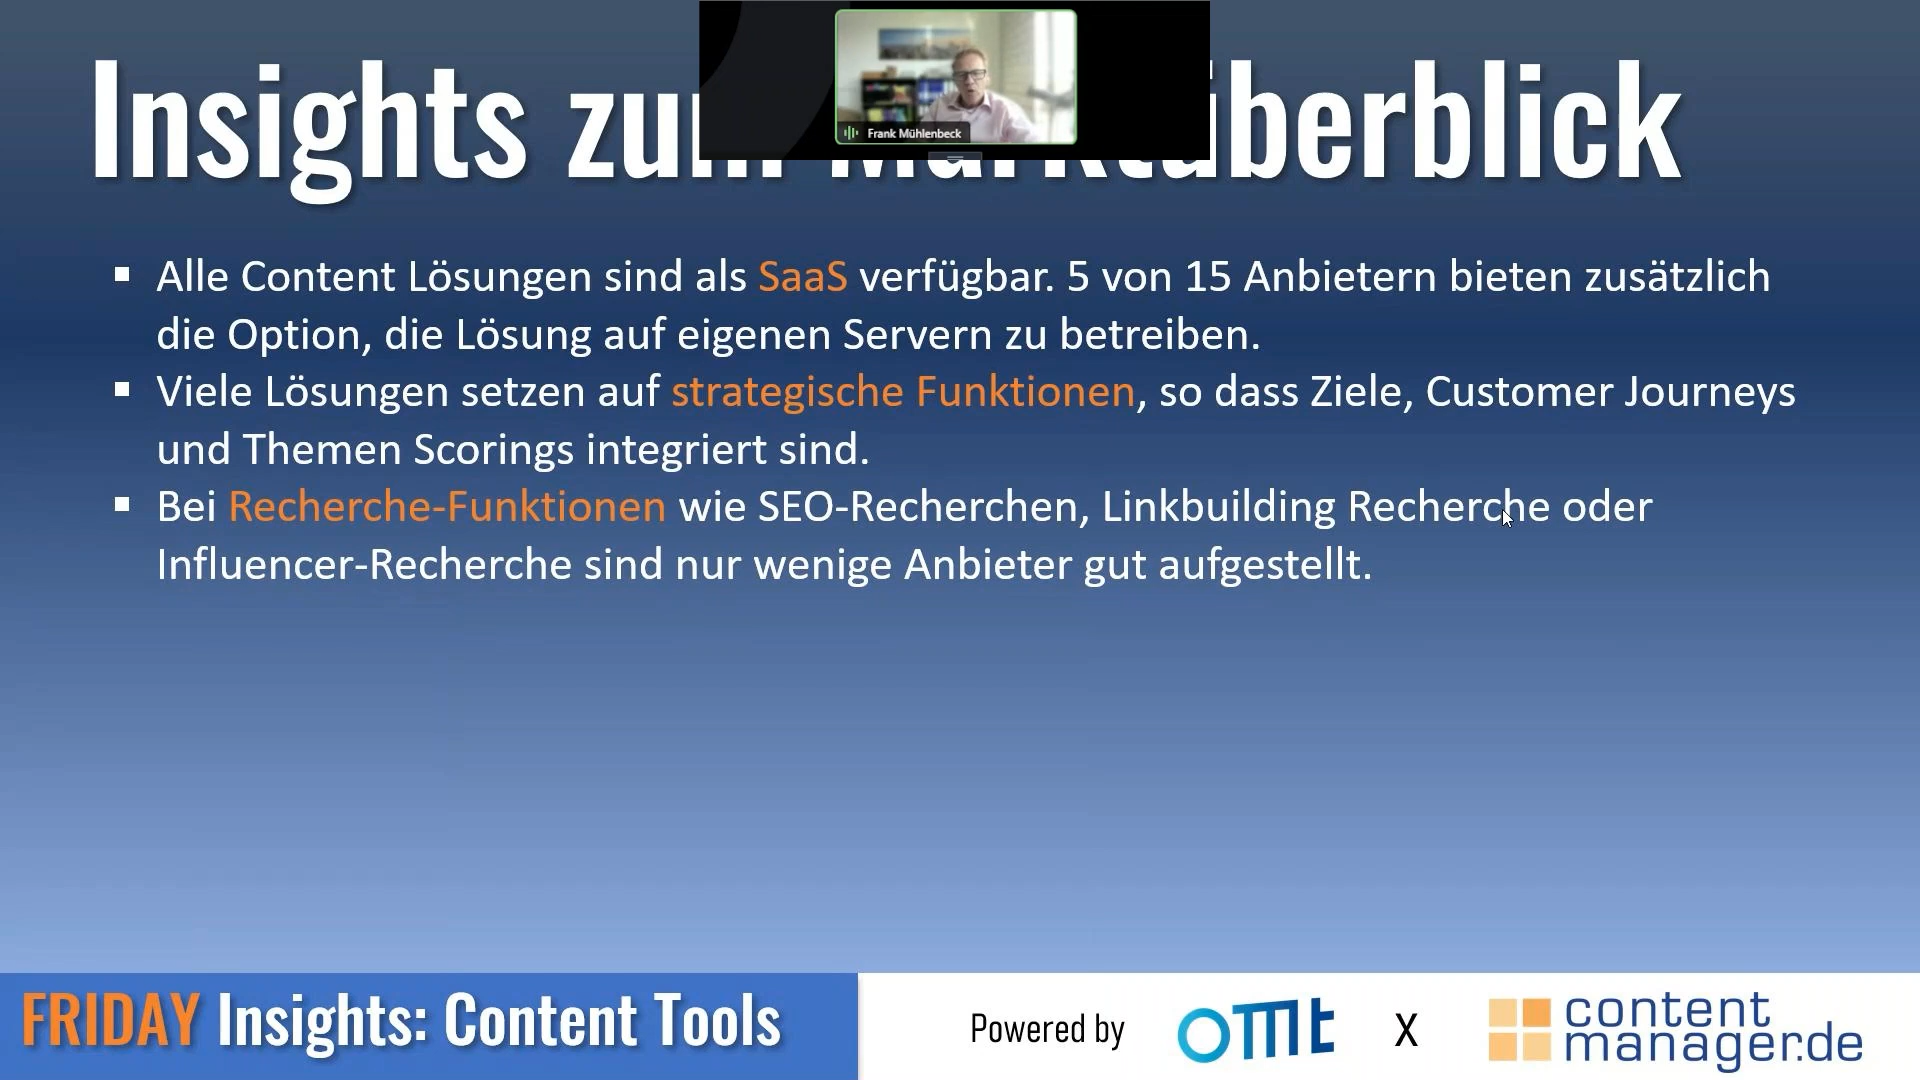 Insights zum Marktüberblick
Frank Mühlenbeck
Alle Content Lösungen sind als SaaS verfügbar. 5 von 15 Anbietern bieten zusätzlich
die Option, die Lösung auf eigenen Servern zu betreiben.
Viele Lösungen setzen auf strategische Funktionen, so dass Ziele, Customer Journeys
und Themen Scorings integriert sind.
Bei Recherche-Funktionen wie SEO-Recherchen, Linkbuilding Recherche oder
Influencer-Recherche sind nur wenige Anbieter gut aufgestellt.
FRIDAY Insights: Content Tools
Powered by
omt
X
content
manager.de